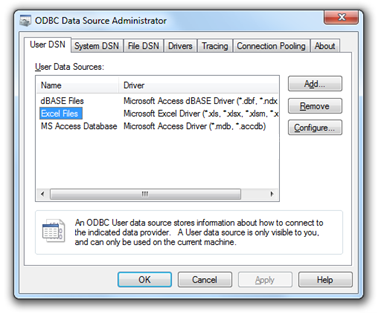 ODBC Data Source Administrator
User DSN System DSN File DSN Drivers Tracing Connection Pooling About
User Data Sources:
Name Driver
dBASE Files Microsoft Access dBASE Driver (*.dbf, *.ndx
Excel Files Microsoft Excel Driver (*.xls, *.xlsx, *.xlsm, *.x
MS Access Database Microsoft Access Driver (*.mdb, *.accdb)
Add...
Remove
Configure...
An ODBC User data source stores information about how to connect to
the indicated data provider. A User data source is only visible to you,
and can only be used on the current machine.
OK Cancel Apply Help